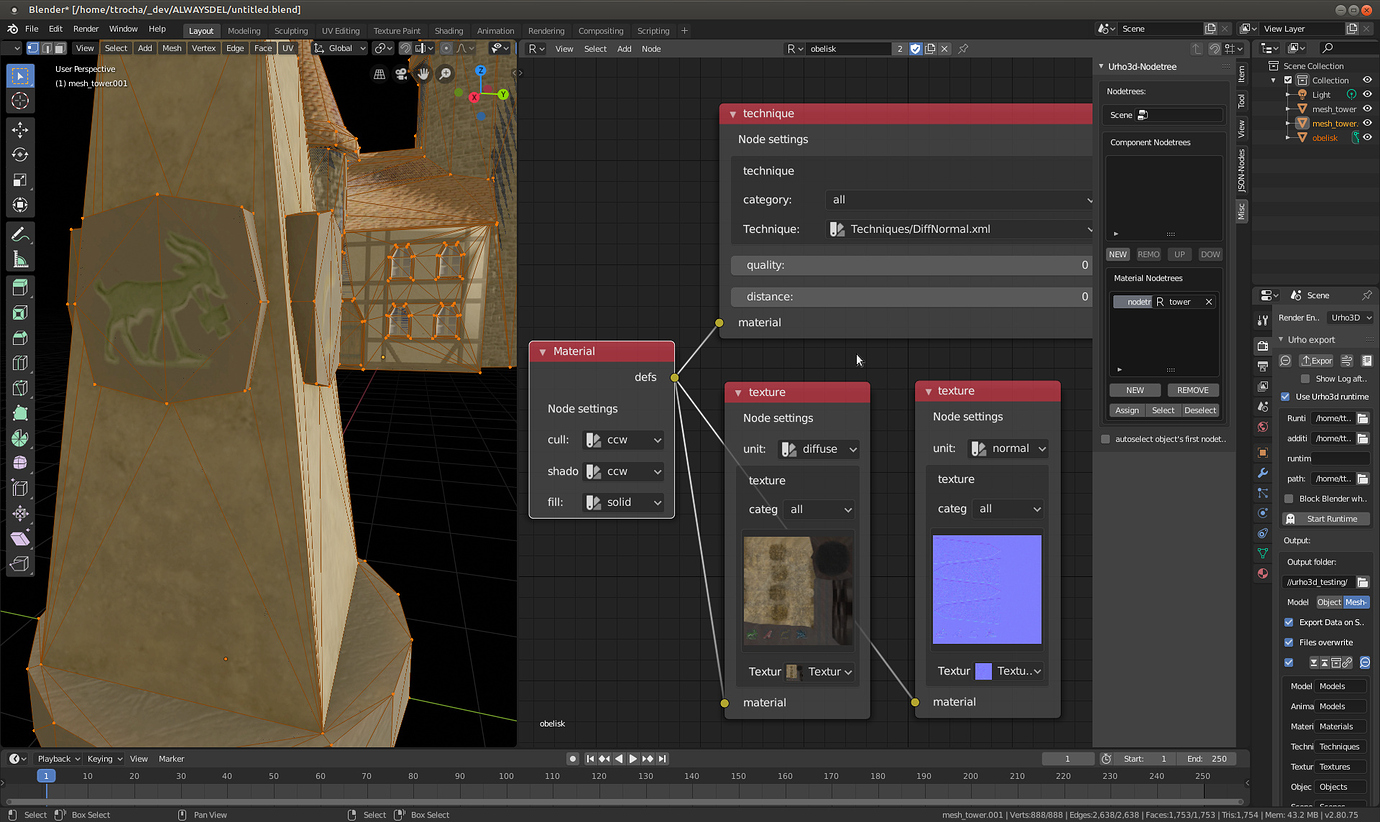 Blender* [/home/ttrocha/_dev/ALWAYSDEL/untitled.blend]
File Edit Render Window Help Layout Modeling Sculpting UV Editing Texture Paint Shading Animation Rendering Compositing Scripting + Scene View Layer
View Select Add Mesh Vertex Edge Face UV Global View Select Add Node obelisk 2
User Perspective
(1) mesh_tower001
Z
Y
X
technique
Node settings
technique
category: all
Technique: Techniques/DiffNormal.xml
quality: 0
distance: 0
material
Material
defs
Node settings
cull: ccw
shado ccw
fill: solid
texture
Node settings
unit: diffuse
texture
categ all
Textur Textur
material
texture
Node settings
unit: normal
texture
categ all
Textur Textu..
material
obelisk
Urho3d-Nodetree
Nodetrees:
Scene
Component Nodetrees
NEW REMO UP DOW
Material Nodetrees
nodetr R tower
NEW REMOVE
Assign Select Deselect
autoselect object's first nodet..
Item
Tool
View
JSON-Nodes
Misc
Scene Collection
Collection
Light
mesh_tower
mesh_tower.
obelisk
Scene
Render En.. Urho3D
Urho export
Expor
Show Log aft..
Use Urho3d runtime
Runti /home/tt..
additi /home/tt..
runtim
path: /home/tt..
Block Blender wh..
Start Runtime
Output:
Output folder:
//urho3d_testing/
Model Object Mesh-
Export Data on S..
Files overwrite
Model Models
Anima Models
Materi Materials
Techni Techniques
Textur Textures
Objec Objects
Playback Keying View Marker 1 Start: 1 End: 250
1 10 20 30 40 50 60 70 80 90 100 110 120 130 140 150 160 170 180 190 200 210 220 230 240 250
Select Box Select Pan View Select Box Select mesh_tower.001 | Verts:888/888 | Edges:2,638/2,638 | Faces:1,753/1,753 | Tris:1,754 | Mem: 43.2 MB | v2.80.75